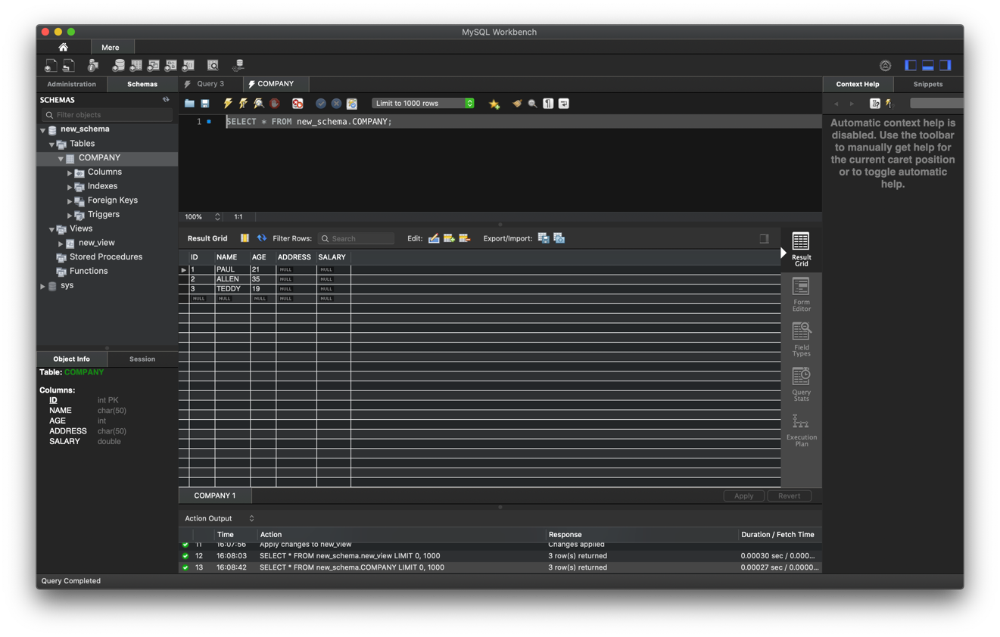 MySQL Workbench
Mere
Administration
Schemas
Query 3
COMPANY
Context Help
Snippets
SCHEMAS
Filter objects
new_schema
Tables
COMPANY
Columns
Indexes
Foreign Keys
Triggers
Views
new_view
Stored Procedures
Functions
sys
Limit to 1000 rows
1
SELECT * FROM new_schema.COMPANY;
100%
1:1
Automatic context help is
disabled. Use the toolbar
to manually get help for
the current caret position
or to toggle automatic
help.
Result Grid
Filter Rows:
Search
Edit:
Export/Import:
ID NAME AGE ADDRESS SALARY
1 PAUL 21 NULL NULL
2 ALLEN 35 NULL NULL
3 TEDDY 19 NULL NULL
NULL NULL NULL NULL NULL
Result
Grid
Form
Editor
Field
Types
Query
Stats
Execution
Plan
Object Info
Session
Table: COMPANY
Columns:
ID int PK
NAME char(50)
AGE int
ADDRESS char(50)
SALARY double
COMPANY 1
Apply
Revert
Action Output
Time Action Response Duration / Fetch Time
11 16:07:56 Apply changes to new_view Changes applied
12 16:08:03 SELECT * FROM new_schema.new_view LIMIT 0, 1000 3 row(s) returned 0.00030 sec / 0.000...
13 16:08:42 SELECT * FROM new_schema.COMPANY LIMIT 0, 1000 3 row(s) returned 0.00027 sec / 0.0000...
Query Completed